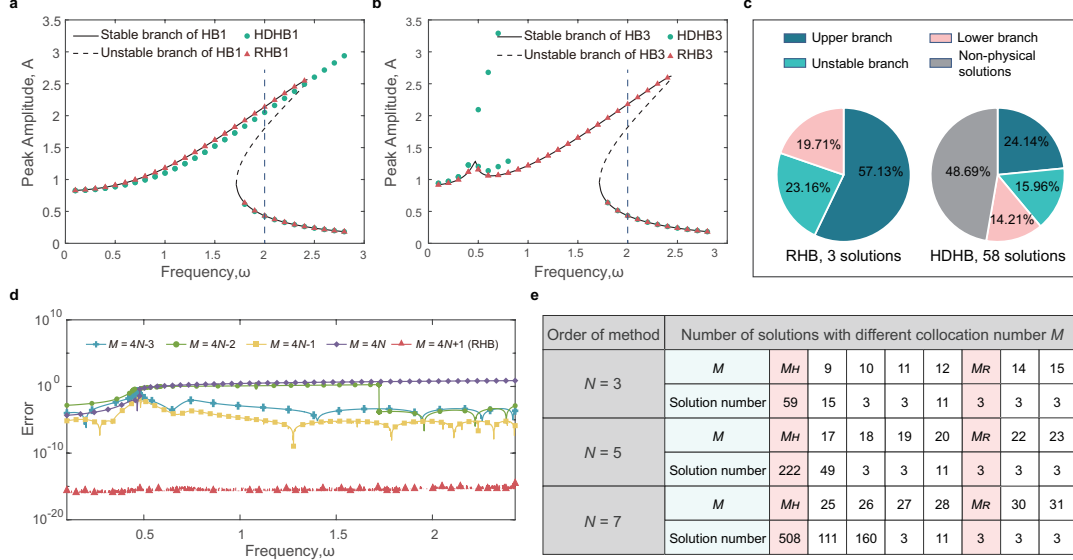 a
Stable branch of HB1
HDHB1
Unstable branch of HB1
RHB1
Peak Amplitude, A
3.5
3.0
2.5
2.0
1.5
1.0
0.5
0
0
0.5
1
1.5
2
2.5
3
Frequency,ω
b
Stable branch of HB3
HDHB3
Unstable branch of HB3
RHB3
Peak Amplitude, A
3.5
3.0
2.5
2.0
1.5
1.0
0.5
0
0
0.5
1
1.5
2
2.5
3
Frequency,ω
c
Upper branch
Lower branch
Unstable branch
Non-physical
solutions
19.71%
57.13%
23.16%
RHB, 3 solutions
24.14%
48.69%
15.96%
14.21%
HDHB, 58 solutions
d
M = 4N-3
M = 4N-2
M = 4N-1
M = 4N
M = 4N+1 (RHB)
Error
10^10
10^0
10^-10
10^-20
0.5
1
1.5
2
Frequency,ω
e
Order of method Number of solutions with different collocation number M
N = 3
M MH 9 10 11 12 MR 14 15
Solution number 59 15 3 3 11 3 3 3
N = 5
M MH 17 18 19 20 MR 22 23
Solution number 222 49 3 3 11 3 3 3
N = 7
M MH 25 26 27 28 MR 30 31
Solution number 508 111 160 3 11 3 3 3